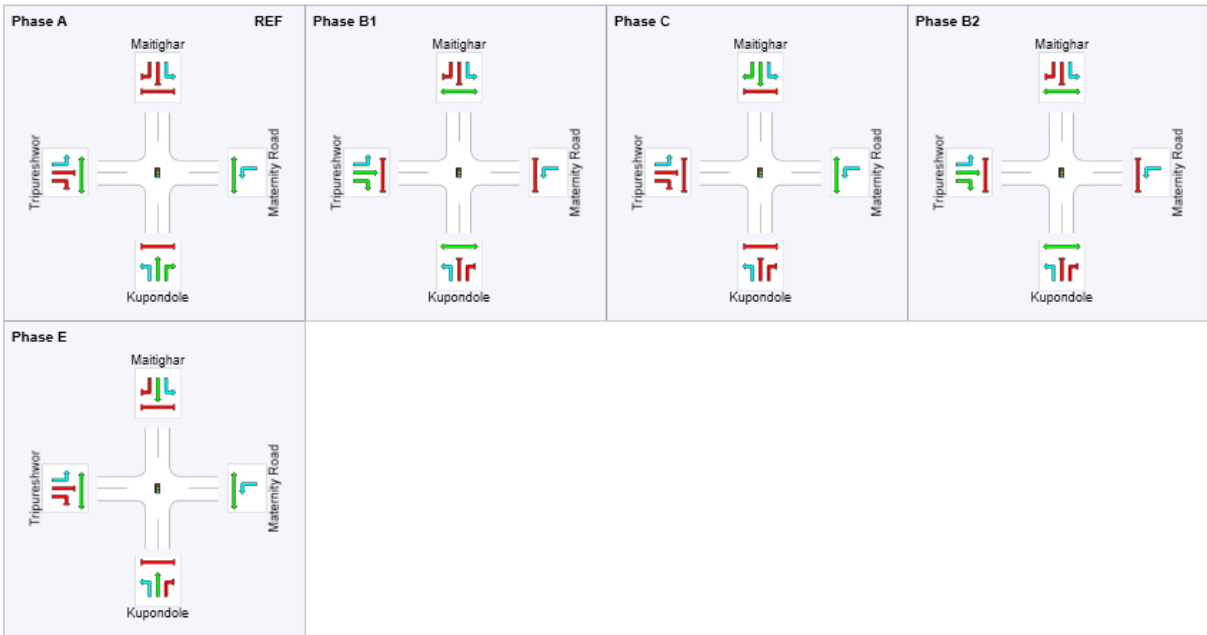 Phase A REF
Maitighar
Tripureshwor
Maternity Road
Kupondole
Phase B1
Maitighar
Tripureshwor
Maternity Road
Kupondole
Phase C
Maitighar
Tripureshwor
Maternity Road
Kupondole
Phase B2
Maitighar
Tripureshwor
Maternity Road
Kupondole
Phase E
Maitighar
Tripureshwor
Maternity Road
Kupondole